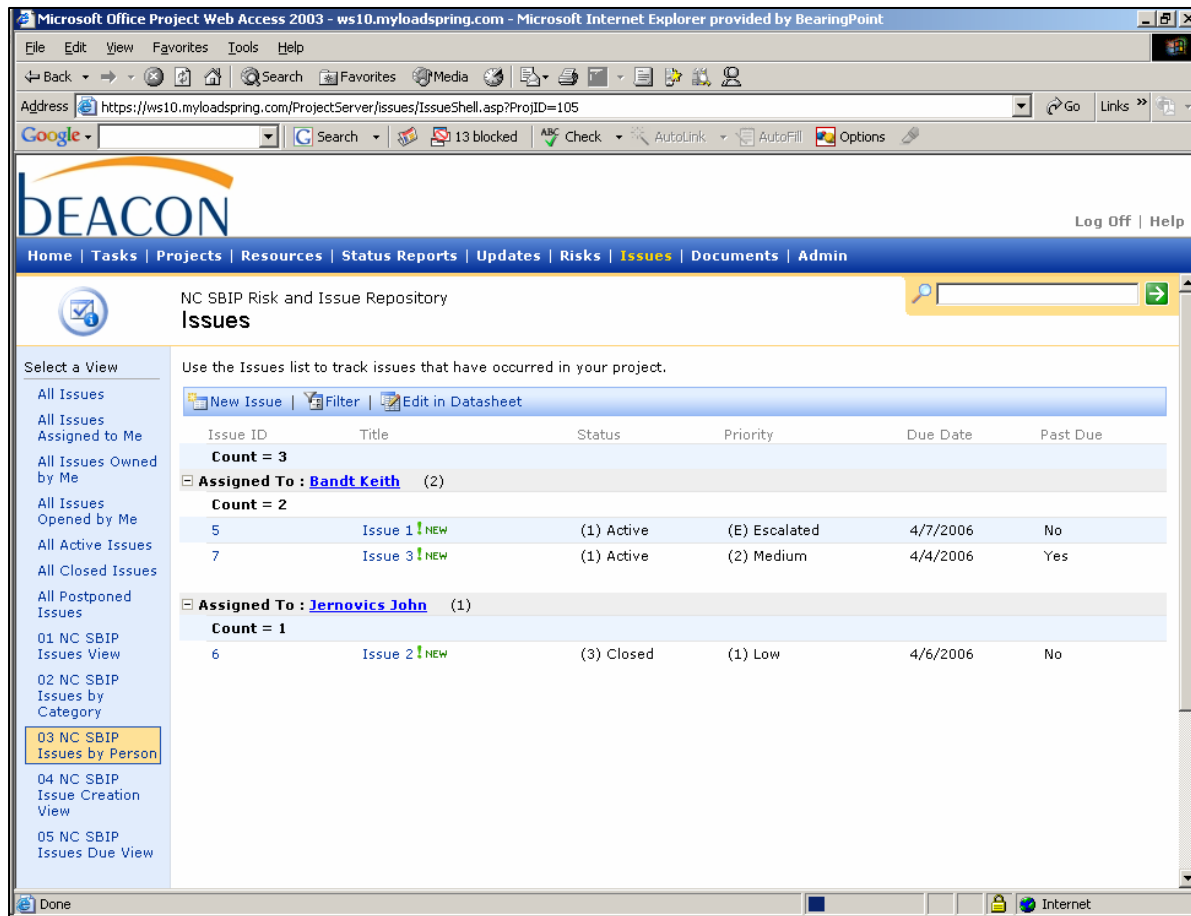 Microsoft Office Project Web Access 2003 - ws10.myloadspring.com - Microsoft Internet Explorer provided by BearingPoint
File Edit View Favorites Tools Help
Back Search Favorites Media
Address https://ws10.myloadspring.com/ProjectServer/issues/IssueShell.asp?ProjID=105 Go Links »
Google Search 13 blocked ABC Check AutoLink AutoFill Options
bEACON
Log Off | Help
Home | Tasks | Projects | Resources | Status Reports | Updates | Risks | Issues | Documents | Admin
NC SBIP Risk and Issue Repository
Issues
Select a View
All Issues
All Issues
Assigned to Me
All Issues Owned
by Me
All Issues
Opened by Me
All Active Issues
All Closed Issues
All Postponed
Issues
01 NC SBIP
Issues View
02 NC SBIP
Issues by
Category
03 NC SBIP
Issues by Person
04 NC SBIP
Issue Creation
View
05 NC SBIP
Issues Due View
Use the Issues list to track issues that have occurred in your project.
New Issue | Filter | Edit in Datasheet
Issue ID Title Status Priority Due Date Past Due
Count = 3
Assigned To : Bandt Keith (2)
Count = 2
5 Issue 1 ! NEW (1) Active (E) Escalated 4/7/2006 No
7 Issue 3 ! NEW (1) Active (2) Medium 4/4/2006 Yes
Assigned To : Jernovics John (1)
Count = 1
6 Issue 2 ! NEW (3) Closed (1) Low 4/6/2006 No
Done Internet